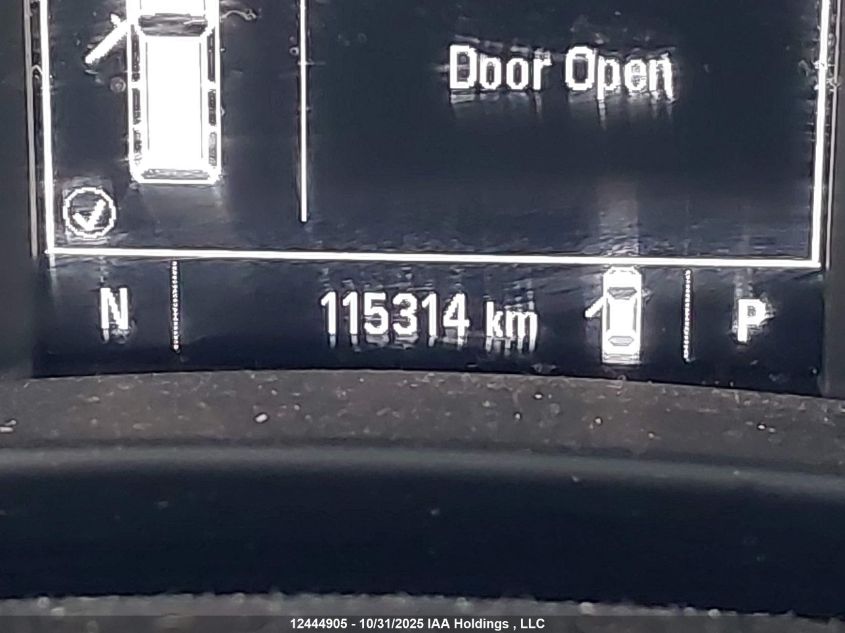 Door Open
N 115314 km P
12444905 - 10/31/2025 IAA Holdings , LLC